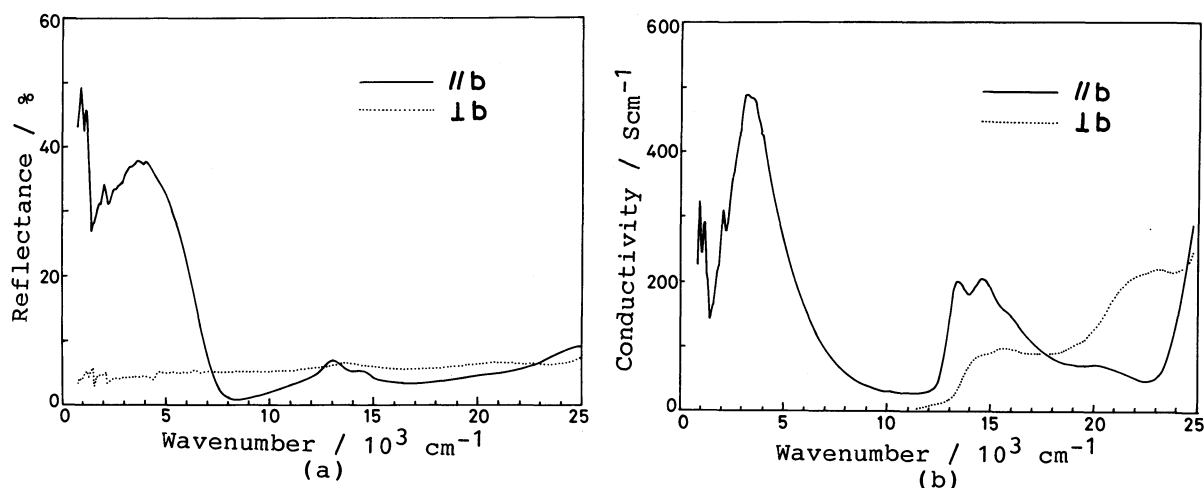 60
40
20
0
Reflectance / %
// b
⊥ b
0 5 10 15 20 25
Wavenumber / 10³ cm⁻¹
(a)
600
400
200
0
Conductivity / Scm⁻¹
// b
⊥ b
0 5 10 15 20 25
Wavenumber / 10³ cm⁻¹
(b)